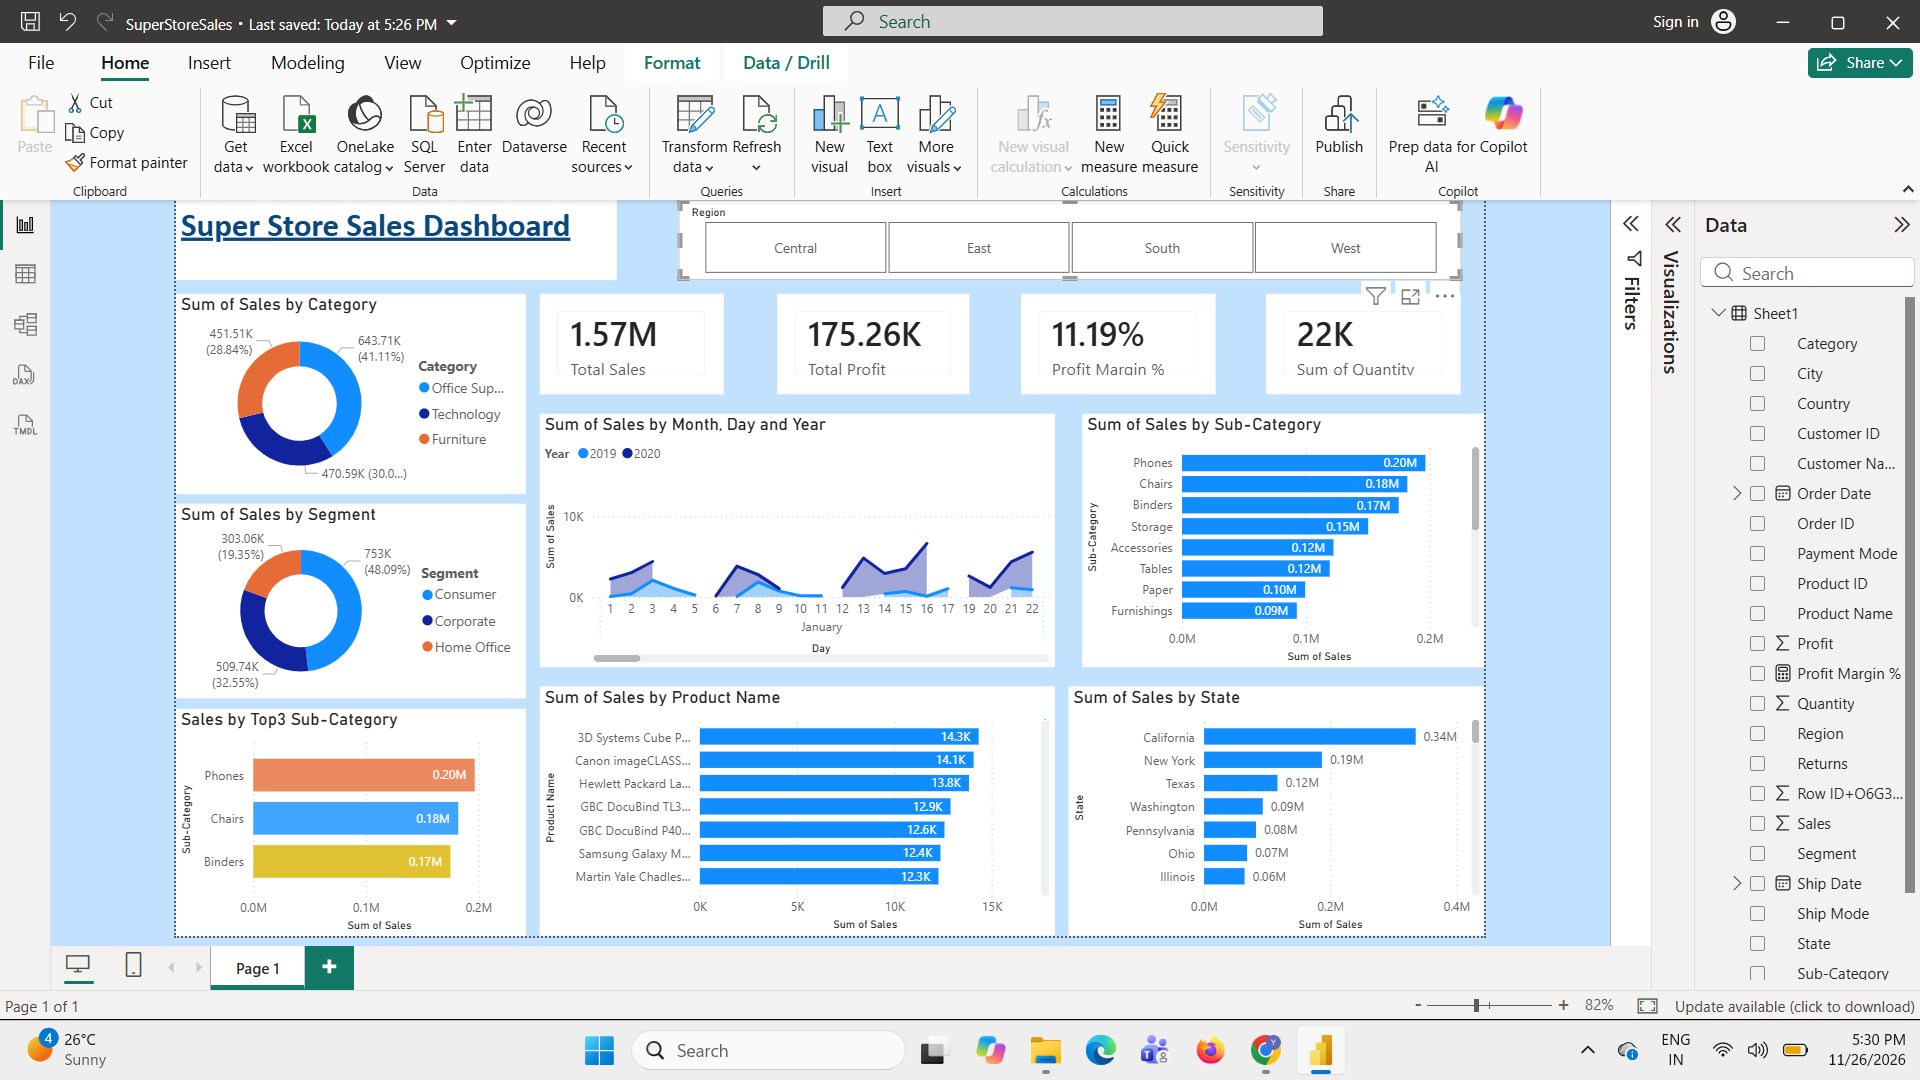 SuperStoreSales • Last saved: Today at 5:26 PM
Search
Sign in
File
Home
Insert
Modeling
View
Optimize
Help
Format
Data / Drill
Share
Paste
Cut
Copy
Format painter
Get data
Excel workbook
OneLake catalog
SQL Server
Enter data
Dataverse
Recent sources
Transform data
Refresh
New visual
Text box
More visuals
New visual calculation
New measure
Quick measure
Sensitivity
Publish
Prep data for AI
Copilot
Clipboard
Data
Queries
Insert
Calculations
Sensitivity
Share
Copilot
Super Store Sales Dashboard
Region
Central
East
South
West
Sum of Sales by Category
451.51K
(28.84%)
643.71K
(41.11%)
470.59K (30.0...)
Category
Office Sup...
Technology
Furniture
1.57M
Total Sales
175.26K
Total Profit
11.19%
Profit Margin %
22K
Sum of Quantity
Sum of Sales by Segment
303.06K
(19.35%)
753K
(48.09%)
509.74K
(32.55%)
Segment
Consumer
Corporate
Home Office
Sum of Sales by Month, Day and Year
Year 2019 2020
Sum of Sales
10K
0K
1 2 3 4 5 6 7 8 9 10 11 12 13 14 15 16 17 19 20 21 22
January
Day
Sum of Sales by Sub-Category
Sub-Category
Phones 0.20M
Chairs 0.18M
Binders 0.17M
Storage 0.15M
Accessories 0.12M
Tables 0.12M
Paper 0.10M
Furnishings 0.09M
0.0M 0.1M 0.2M
Sum of Sales
Sales by Top3 Sub-Category
Sub-Category
Phones 0.20M
Chairs 0.18M
Binders 0.17M
0.0M 0.1M 0.2M
Sum of Sales
Sum of Sales by Product Name
Product Name
3D Systems Cube P... 14.3K
Canon imageCLASS... 14.1K
Hewlett Packard La... 13.8K
GBC DocuBind TL3... 12.9K
GBC DocuBind P40... 12.6K
Samsung Galaxy M... 12.4K
Martin Yale Chadles... 12.3K
0K 5K 10K 15K
Sum of Sales
Sum of Sales by State
State
California 0.34M
New York 0.19M
Texas 0.12M
Washington 0.09M
Pennsylvania 0.08M
Ohio 0.07M
Illinois 0.06M
0.0M 0.2M 0.4M
Sum of Sales
Filters
Visualizations
Data
Search
Sheet1
Category
City
Country
Customer ID
Customer Na...
Order Date
Order ID
Payment Mode
Product ID
Product Name
Profit
Profit Margin %
Quantity
Region
Returns
Row ID+O6G3...
Sales
Segment
Ship Date
Ship Mode
State
Sub-Category
DAX
TMDL
Page 1
Page 1 of 1
- + 82%
Update available (click to download)
4
26°C
Sunny
Search
ENG
IN
5:30 PM
11/26/2026